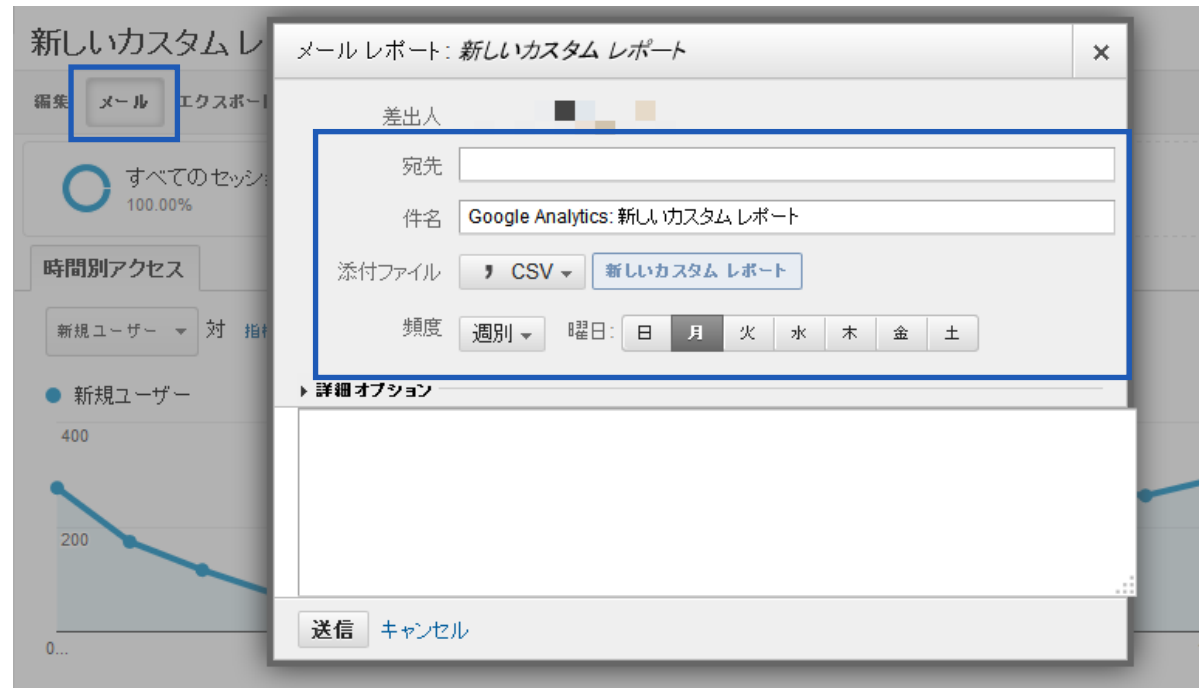 新しいカスタム レ
メール レポート: 新しいカスタム レポート
×
編集
メール
エクスポート
差出人
宛先
すべてのセッショ
100.00%
件名
Google Analytics: 新しいカスタム レポート
時間別アクセス
添付ファイル
CSV
新しいカスタム レポート
新規ユーザー
対
指標
頻度
週別
曜日:
日 月 火 水 木 金 土
新規ユーザー
詳細オプション
400
200
0...
送信
キャンセル